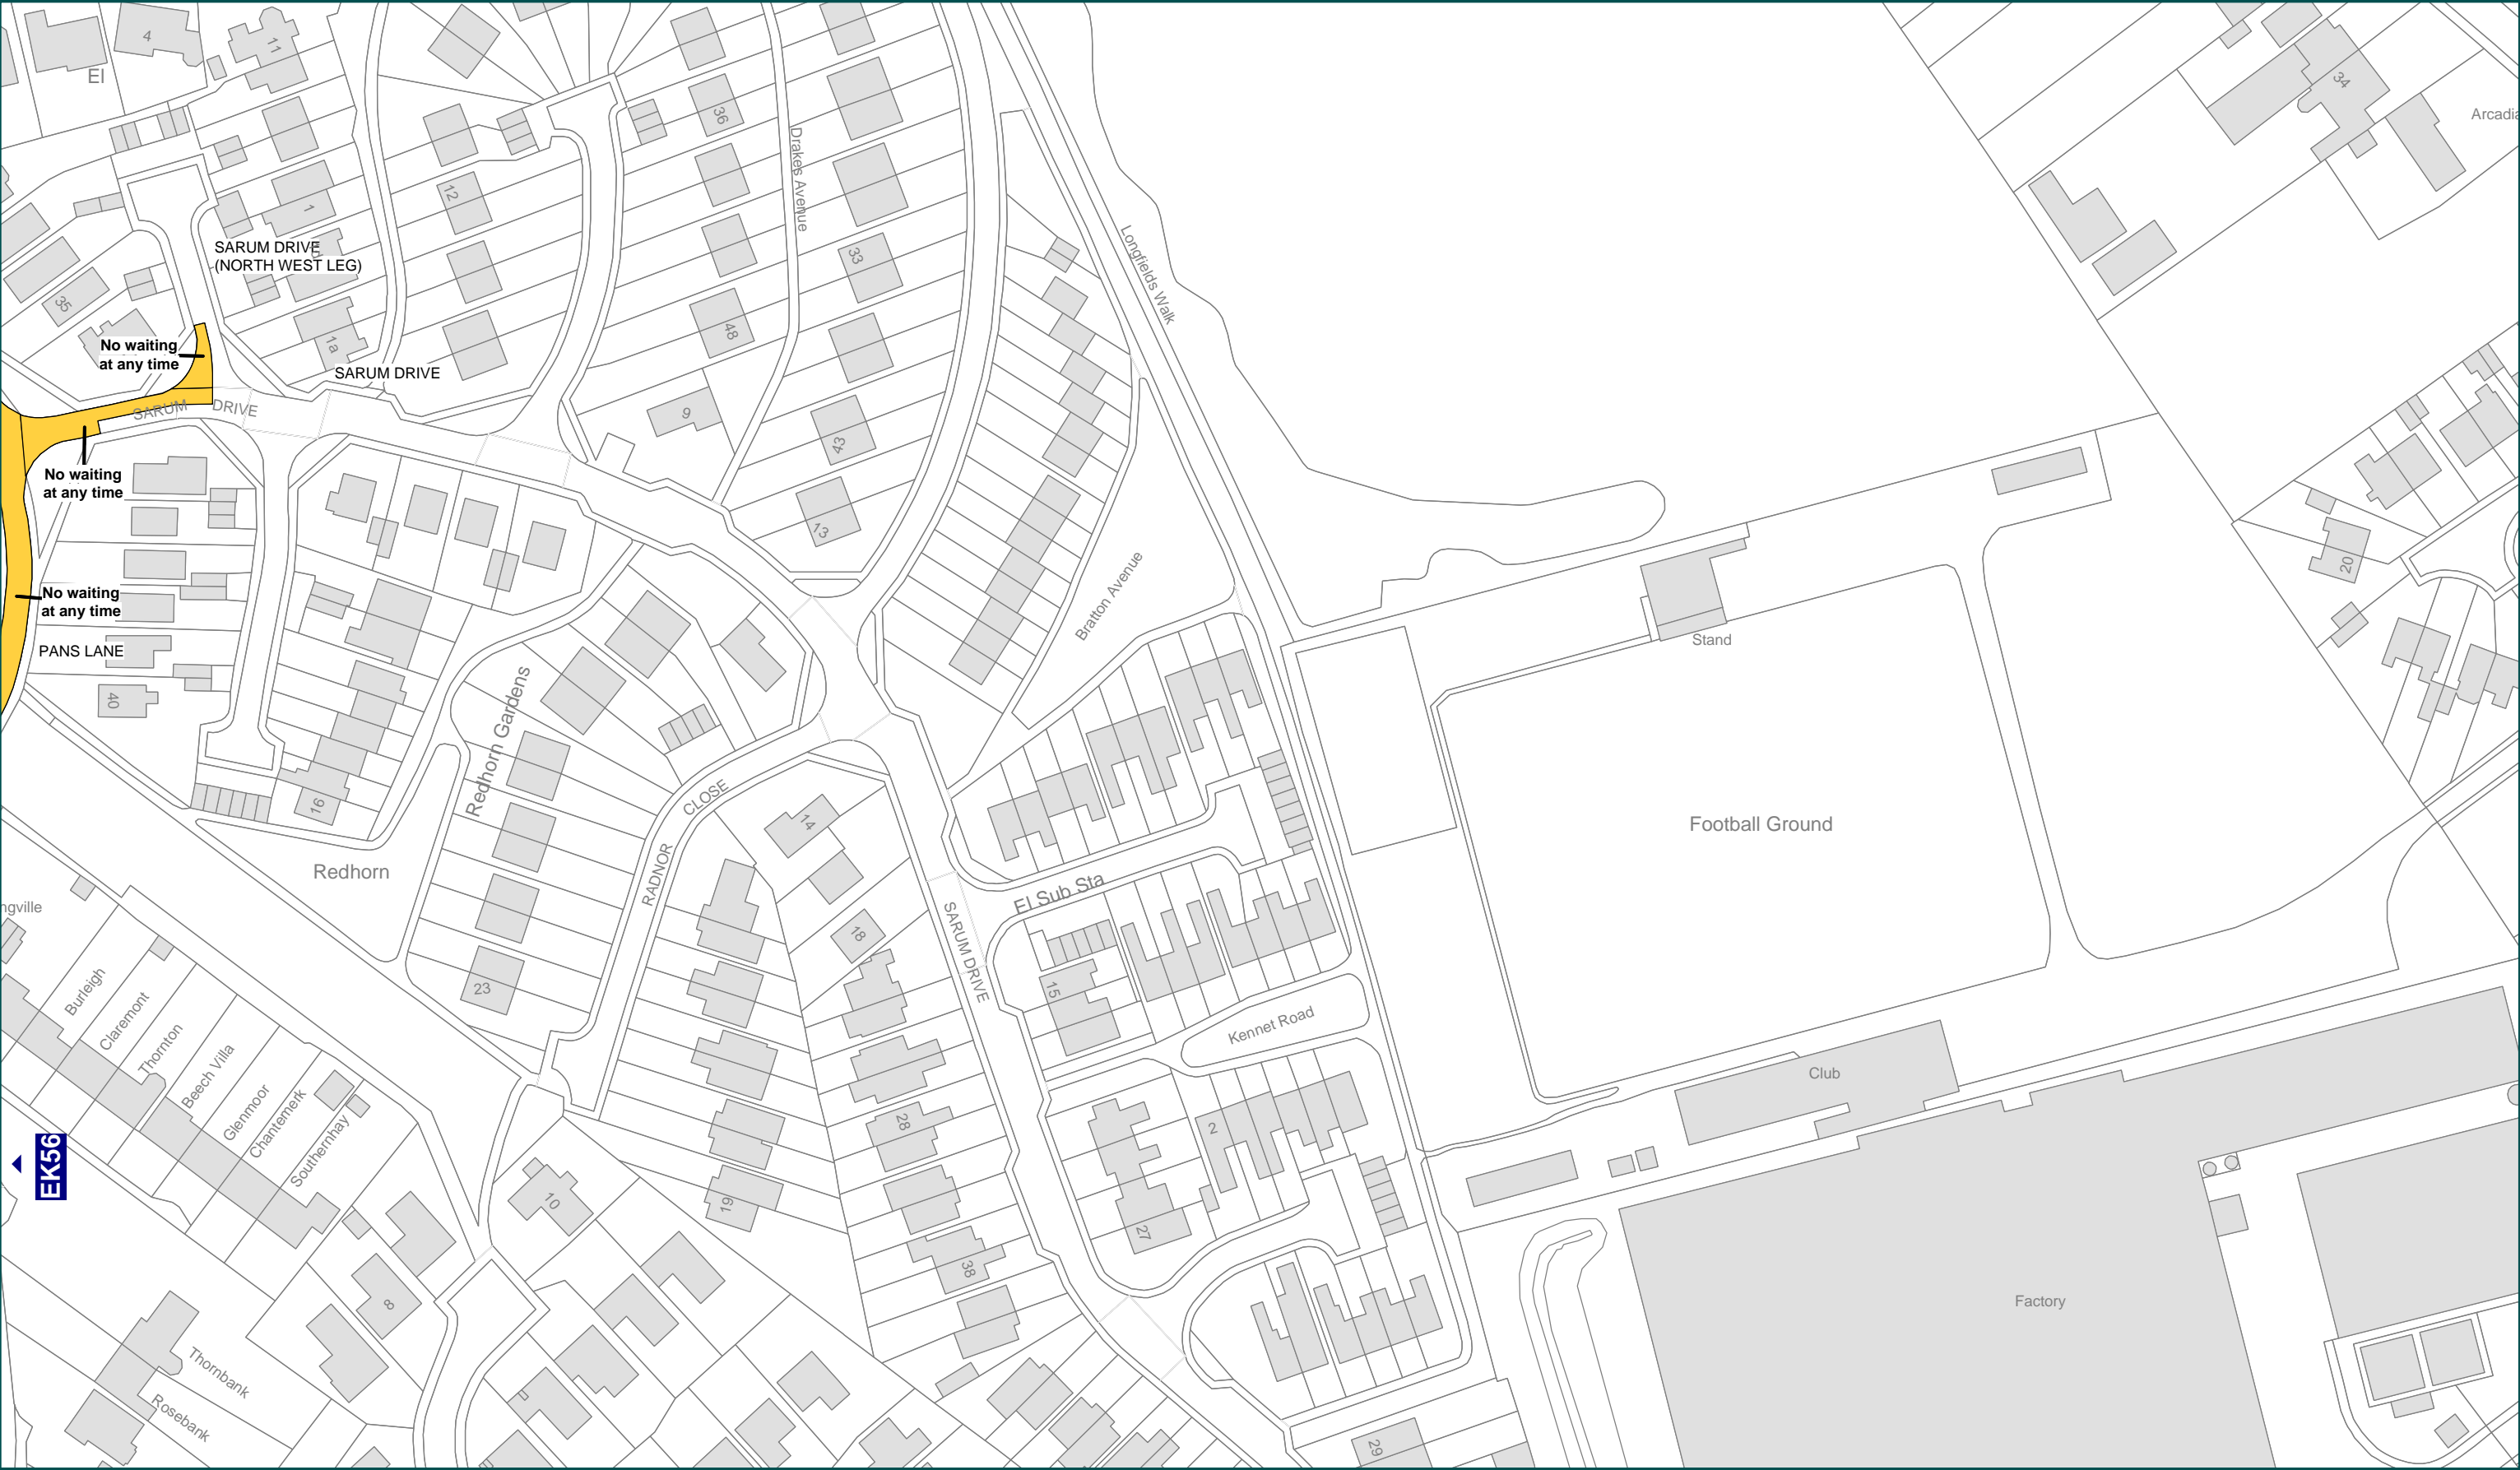 4
11
El
34
Arcadia
36
Drakes Avenue
12
1
SARUM DRIVE
(NORTH WEST LEG)
Longfields Walk
33
35
48
1a
No waiting
at any time
SARUM DRIVE
SARUM DRIVE
9
43
No waiting
at any time
13
20
No waiting
at any time
Bratton Avenue
PANS LANE
Stand
40
Redhorn Gardens
CLOSE
16
14
Football Ground
RADNOR
Redhorn
El Sub Sta
ngville
18
SARUM DRIVE
Burleigh
Claremont
Thornton
Beech Villa
Glenmoor
Chantemerk
Southernhay
23
15
Kennet Road
Club
28
2
EK56
10
19
27
38
8
Factory
Thornbank
Rosebank
29